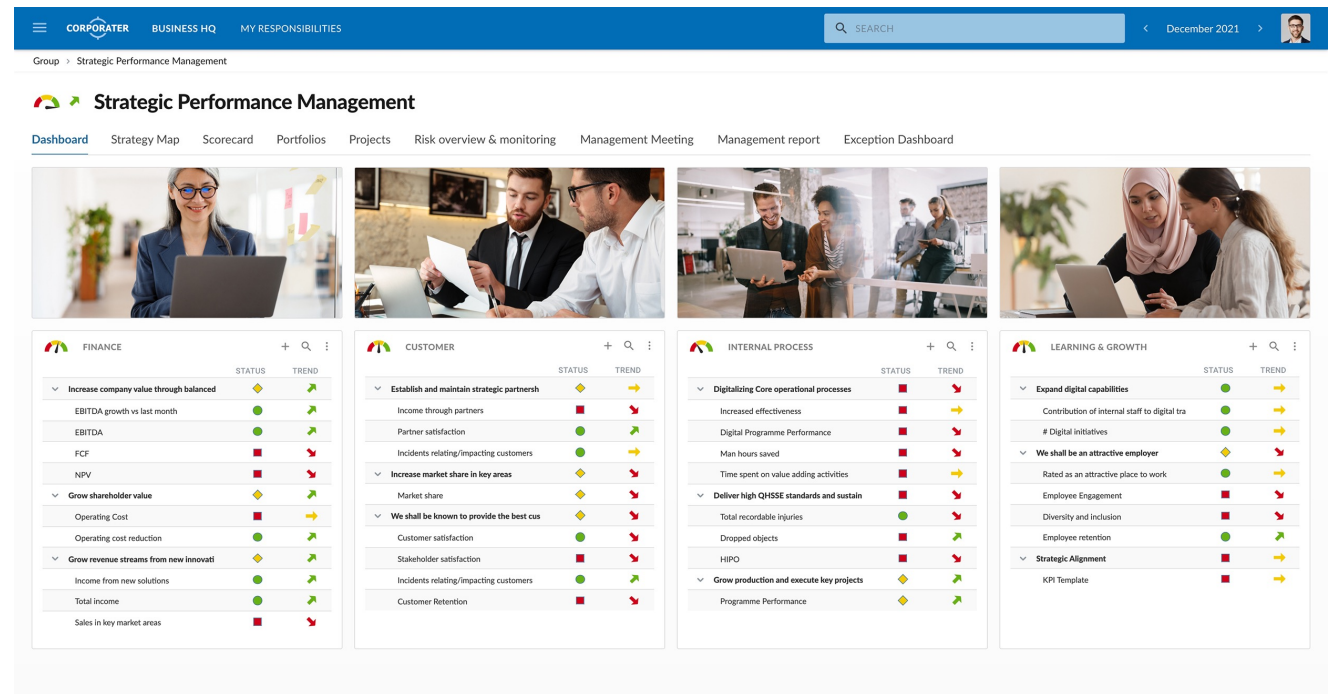 CORPORATER BUSINESS HQ MY RESPONSIBILITIES SEARCH December 2021
Group > Strategic Performance Management
Strategic Performance Management
Dashboard Strategy Map Scorecard Portfolios Projects Risk overview & monitoring Management Meeting Management report Exception Dashboard
FINANCE
STATUS TREND
Increase company value through balanced
EBITDA growth vs last month
EBITDA
FCF
NPV
Grow shareholder value
Operating Cost
Operating cost reduction
Grow revenue streams from new innovati
Income from new solutions
Total income
Sales in key market areas
CUSTOMER
STATUS TREND
Establish and maintain strategic partnersh
Income through partners
Partner satisfaction
Incidents relating/impacting customers
Increase market share in key areas
Market share
We shall be known to provide the best cus
Customer satisfaction
Stakeholder satisfaction
Incidents relating/impacting customers
Customer Retention
INTERNAL PROCESS
STATUS TREND
Digitalizing Core operational processes
Increased effectiveness
Digital Programme Performance
Man hours saved
Time spent on value adding activities
Deliver high QHSSE standards and sustain
Total recordable injuries
Dropped objects
HIPO
Grow production and execute key projects
Programme Performance
LEARNING & GROWTH
STATUS TREND
Expand digital capabilities
Contribution of internal staff to digital tra
# Digital initiatives
We shall be an attractive employer
Rated as an attractive place to work
Employee Engagement
Diversity and inclusion
Employee retention
Strategic Alignment
KPI Template